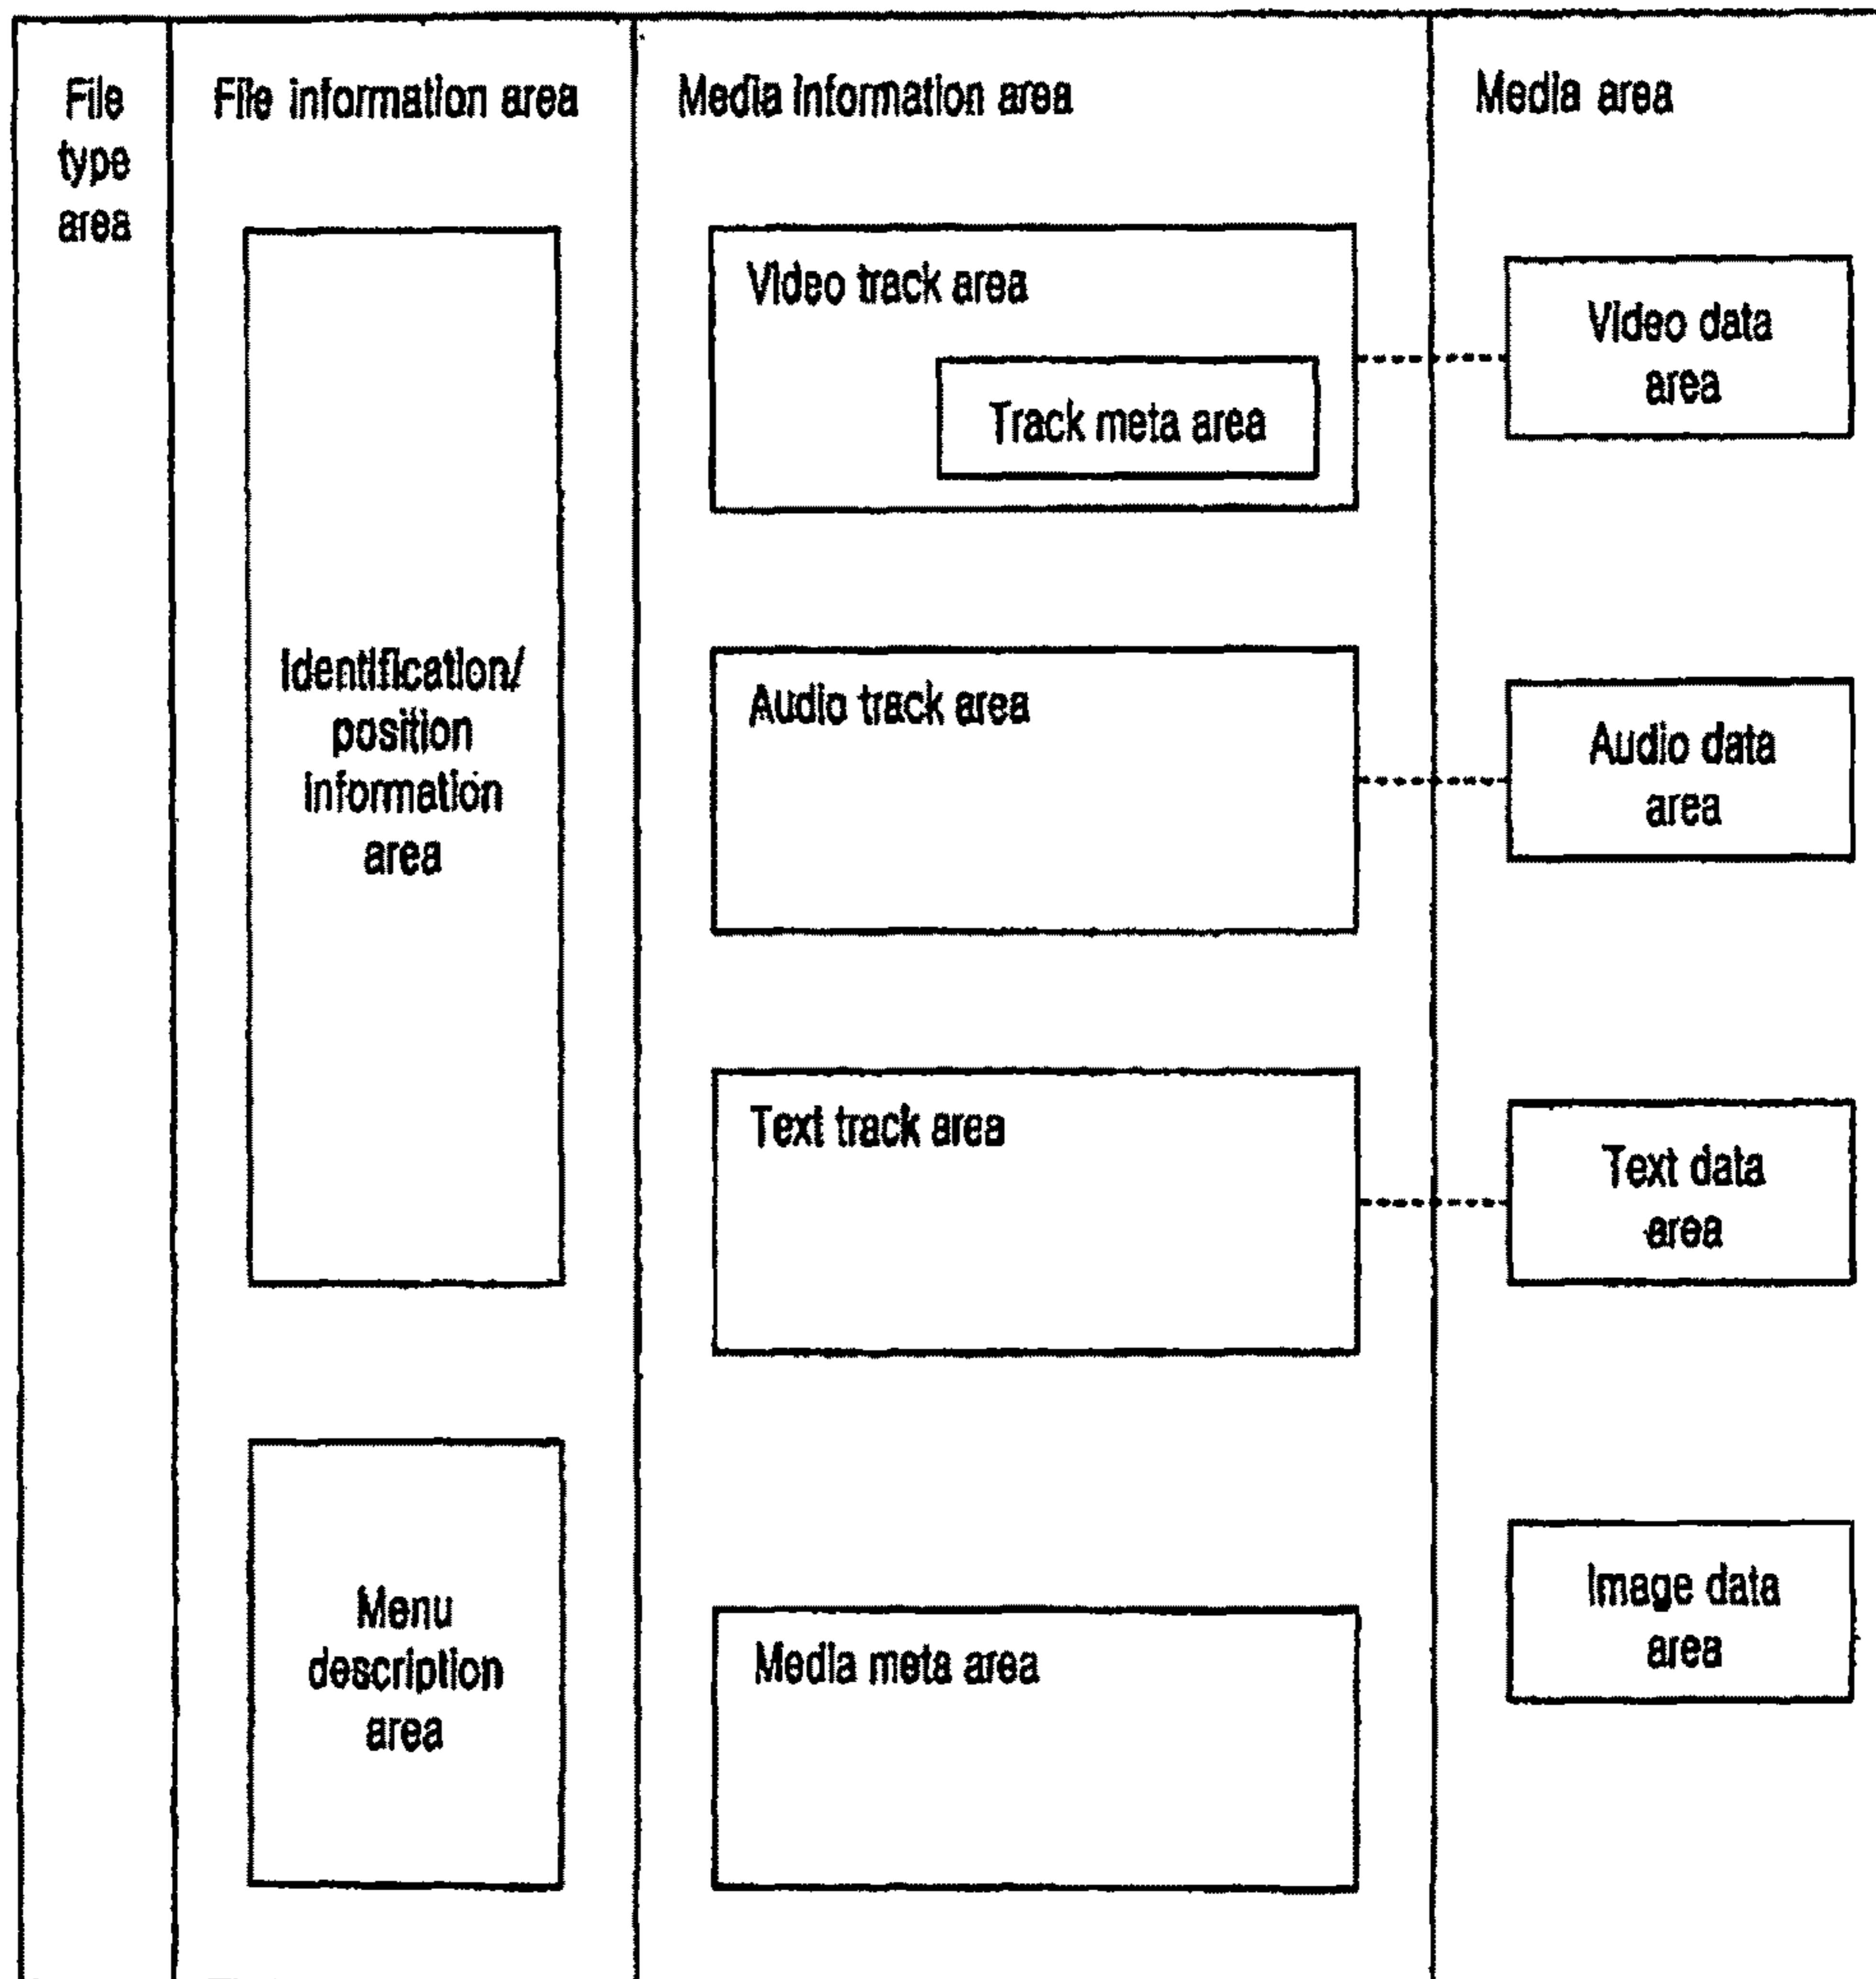 File
type
area
File information area
Identification/
position
information
area
Menu
description
area
Media information area
Video track area
Track meta area
Audio track area
Text track area
Media meta area
Media area
Video data
area
Audio data
area
Text data
area
Image data
area